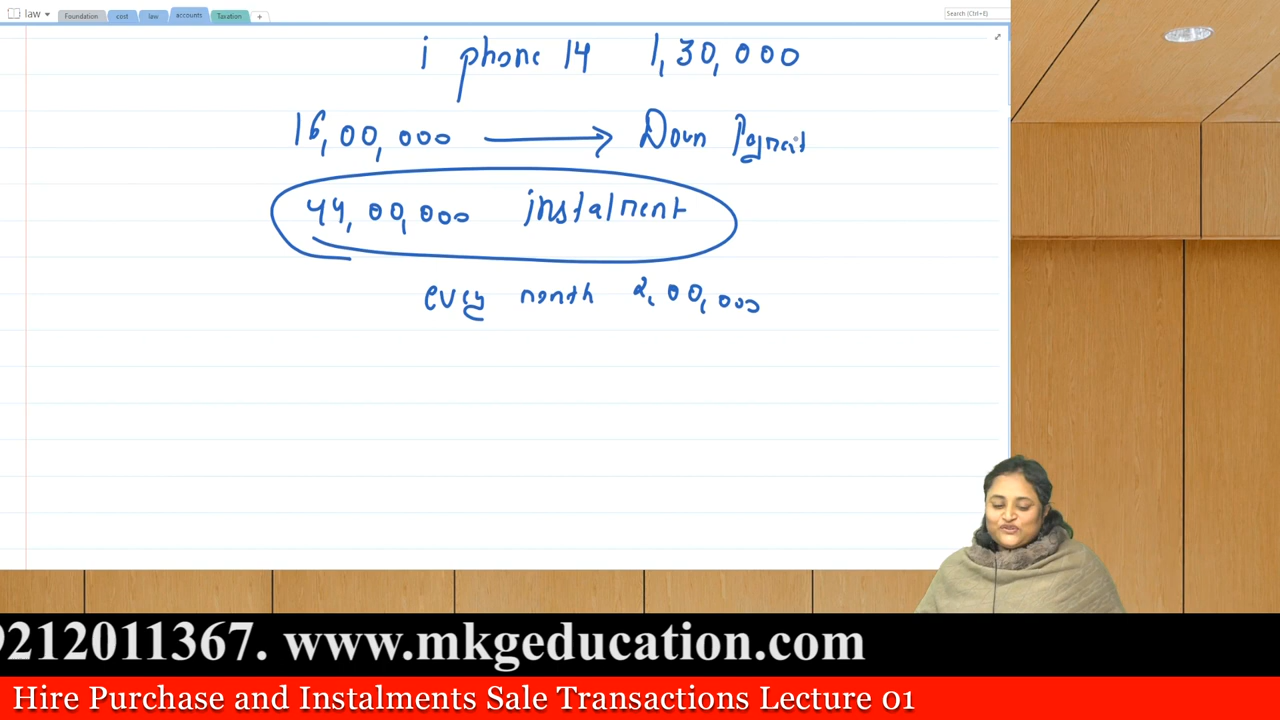 law
Foundation
cost
law
accounts
Taxation
+
Search (Ctrl+E)
i phone 14 1,30,000
16,00,000 → Down Payment
44,00,000 instalment
every month 2,00,000
9212011367. www.mkgeducation.com
Hire Purchase and Instalments Sale Transactions Lecture 01